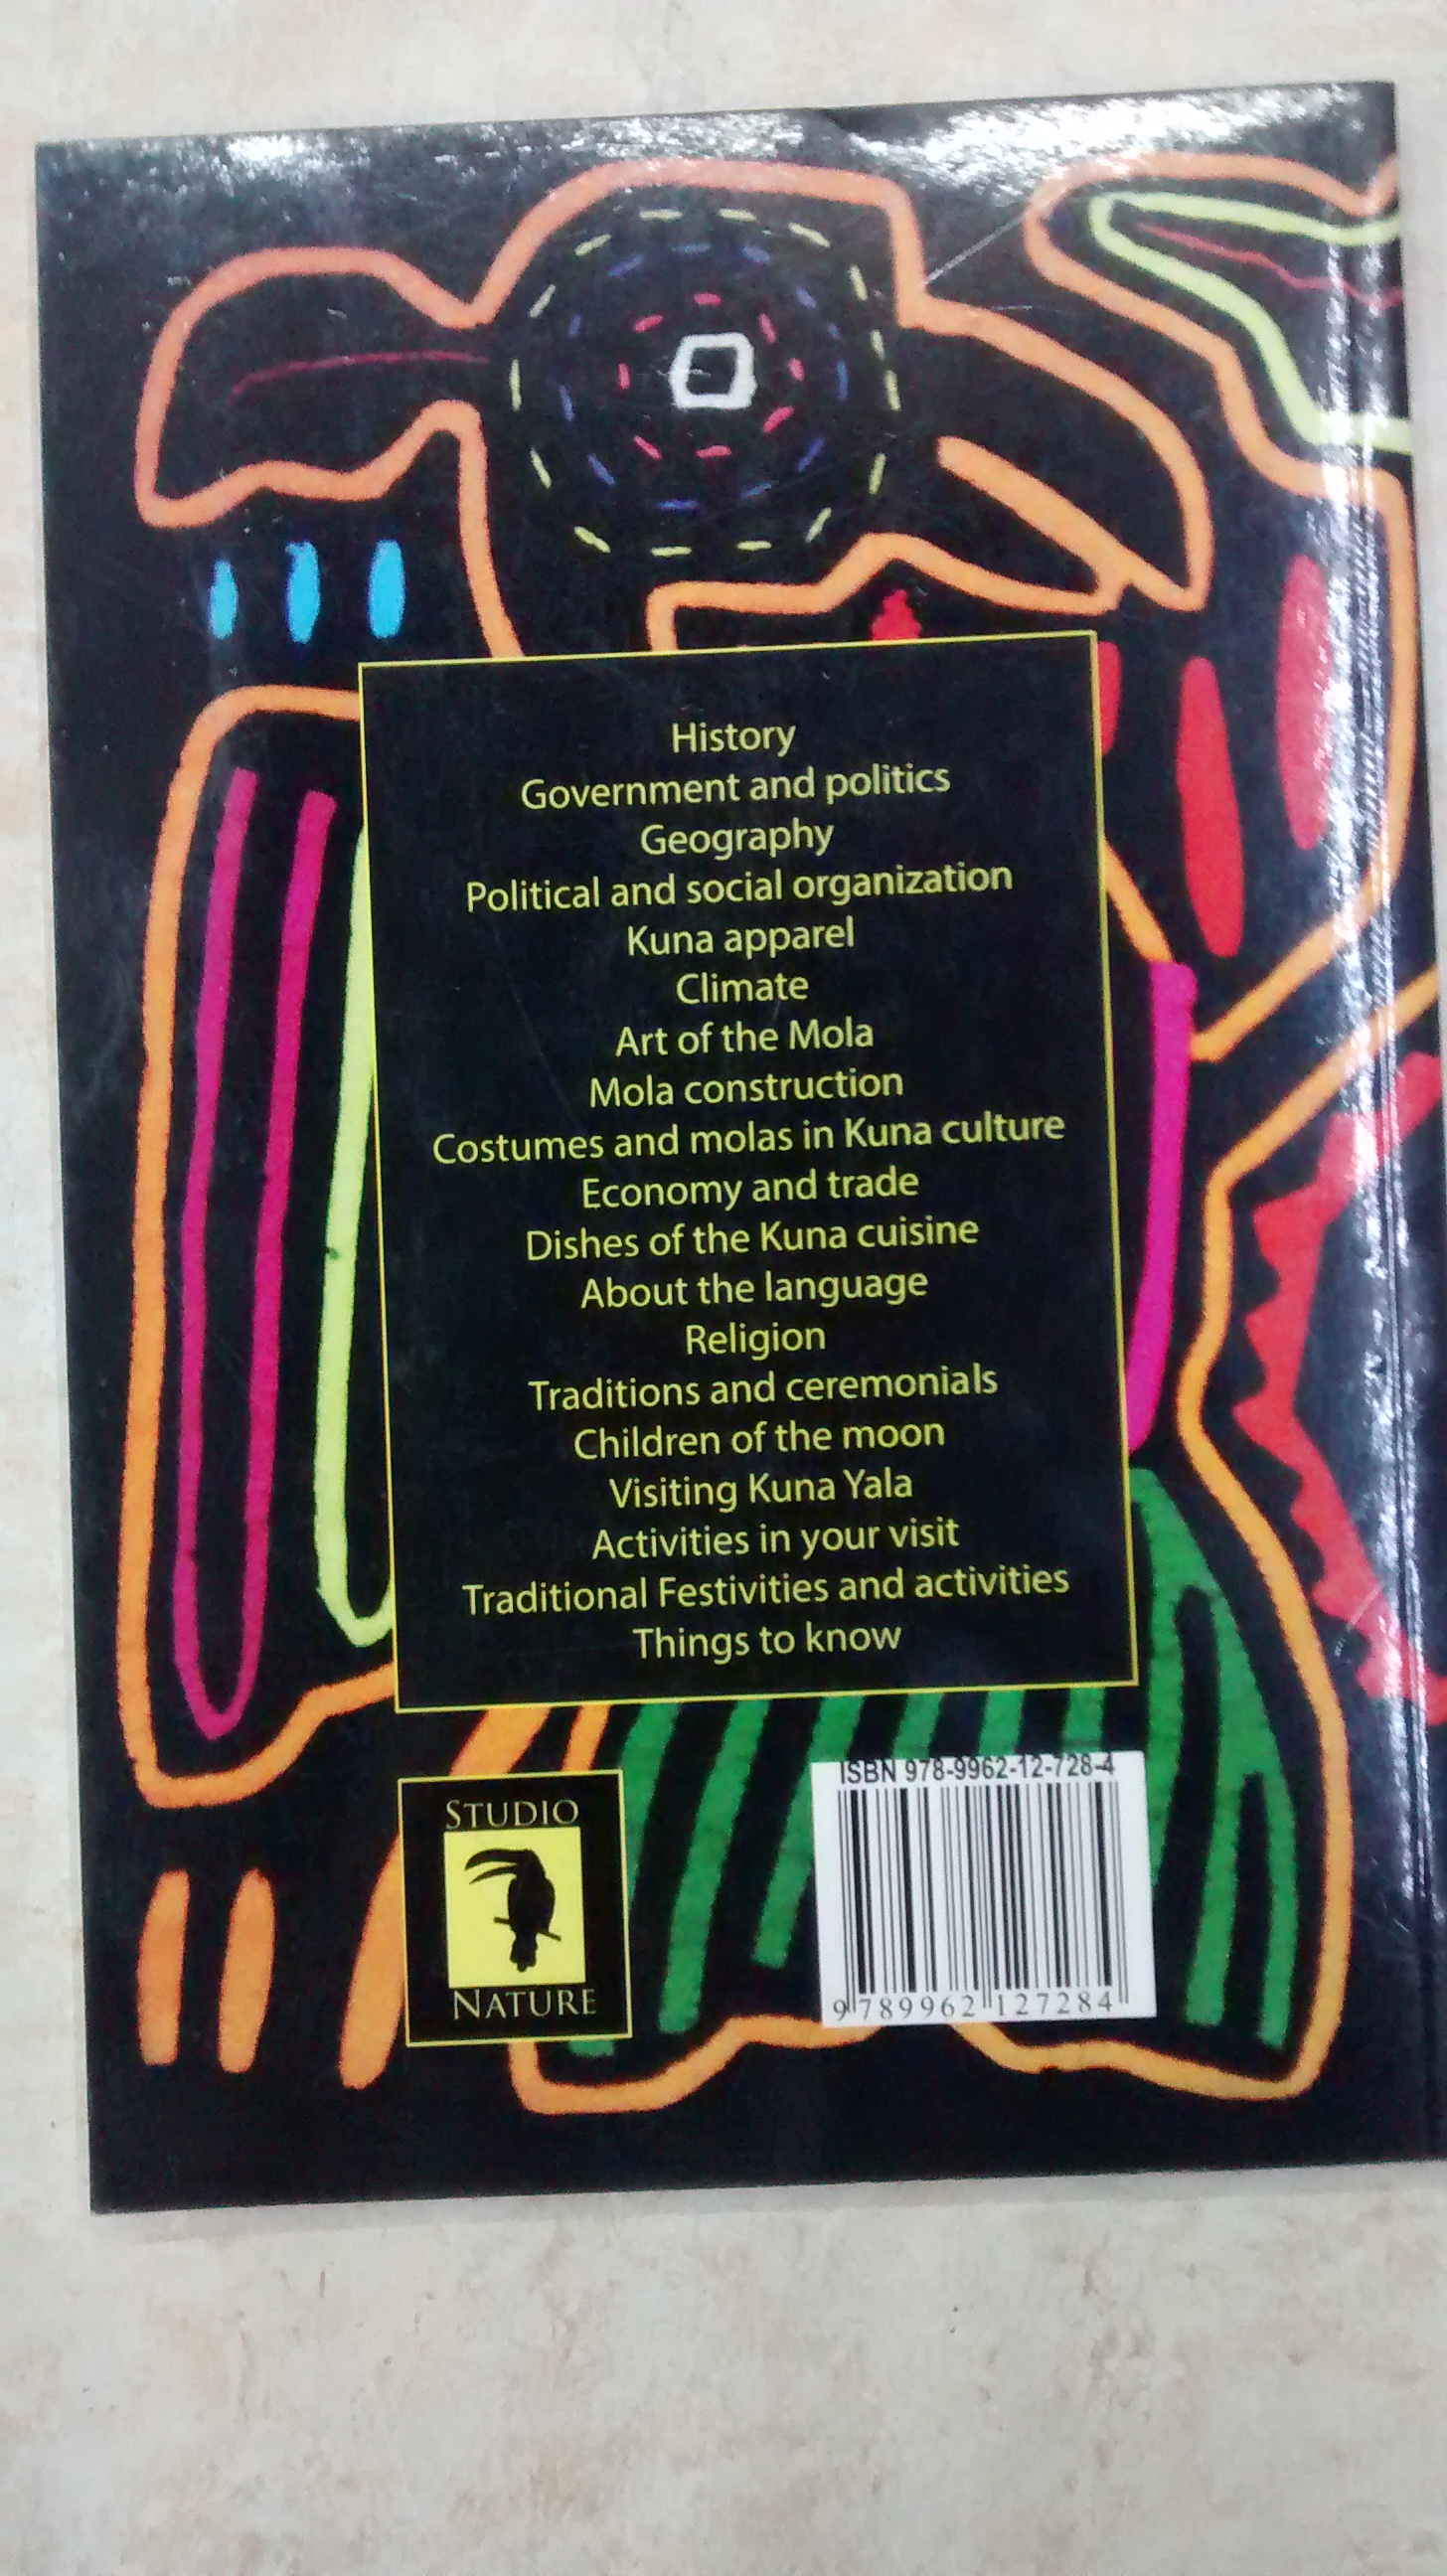 History
Government and politics
Geography
Political and social organization
Kuna apparel
Climate
Art of the Mola
Mola construction
Costumes and molas in Kuna culture
Economy and trade
Dishes of the Kuna cuisine
About the language
Religion
Traditions and ceremonials
Children of the moon
Visiting Kuna Yala
Activities in your visit
Traditional Festivities and activities
Things to know
STUDIO
NATURE
ISBN 978-9962-12-728-4
9 789962 127284